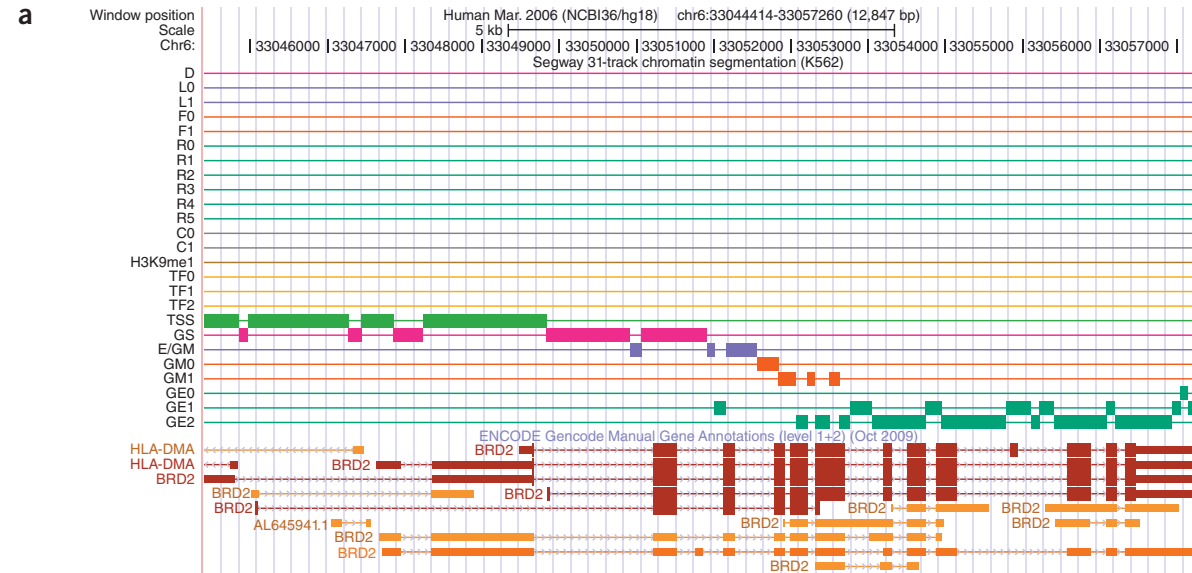 a
Window position Human Mar. 2006 (NCBI36/hg18) chr6:33044414-33057260 (12,847 bp)
Scale 5 kb
Chr6: 33046000 33047000 33048000 33049000 33050000 33051000 33052000 33053000 33054000 33055000 33056000 33057000
Segway 31-track chromatin segmentation (K562)
D
L0
L1
F0
F1
R0
R1
R2
R3
R4
R5
C0
C1
H3K9me1
TF0
TF1
TF2
TSS
GS
E/GM
GM0
GM1
GE0
GE1
GE2
ENCODE Gencode Manual Gene Annotations (level 1+2) (Oct 2009)
HLA-DMA BRD2
HLA-DMA BRD2
BRD2
BRD2 BRD2
BRD2 BRD2 BRD2
AL645941.1 BRD2 BRD2
BRD2
BRD2
BRD2